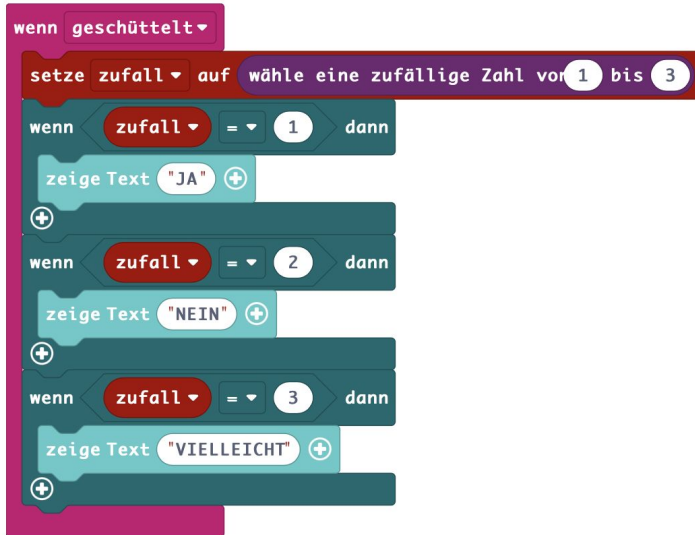 wenn geschüttelt
setze zufall auf wähle eine zufällige Zahl von 1 bis 3
wenn zufall = 1 dann
zeige Text "JA"
wenn zufall = 2 dann
zeige Text "NEIN"
wenn zufall = 3 dann
zeige Text "VIELLEICHT"